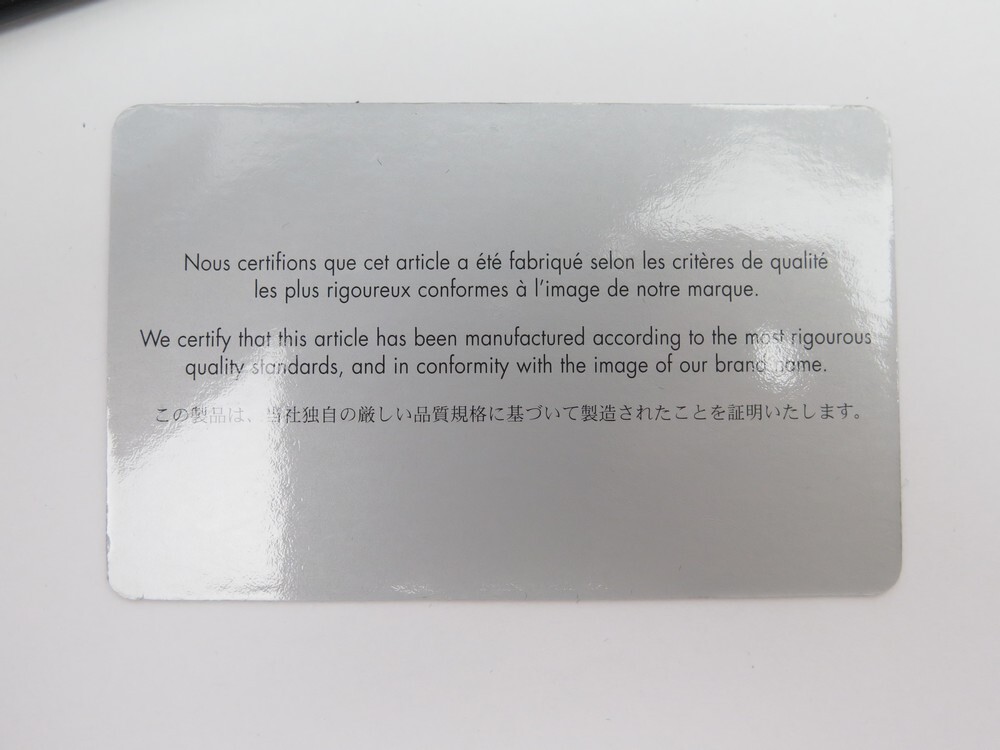 Nous certifions que cet article a été fabriqué selon les critères de qualité
les plus rigoureux conformes à l'image de notre marque.
We certify that this article has been manufactured according to the most rigourous
quality standards, and in conformity with the image of our brand name.
この製品は、当社独自の厳しい品質規格に基づいて製造されたことを証明いたします。